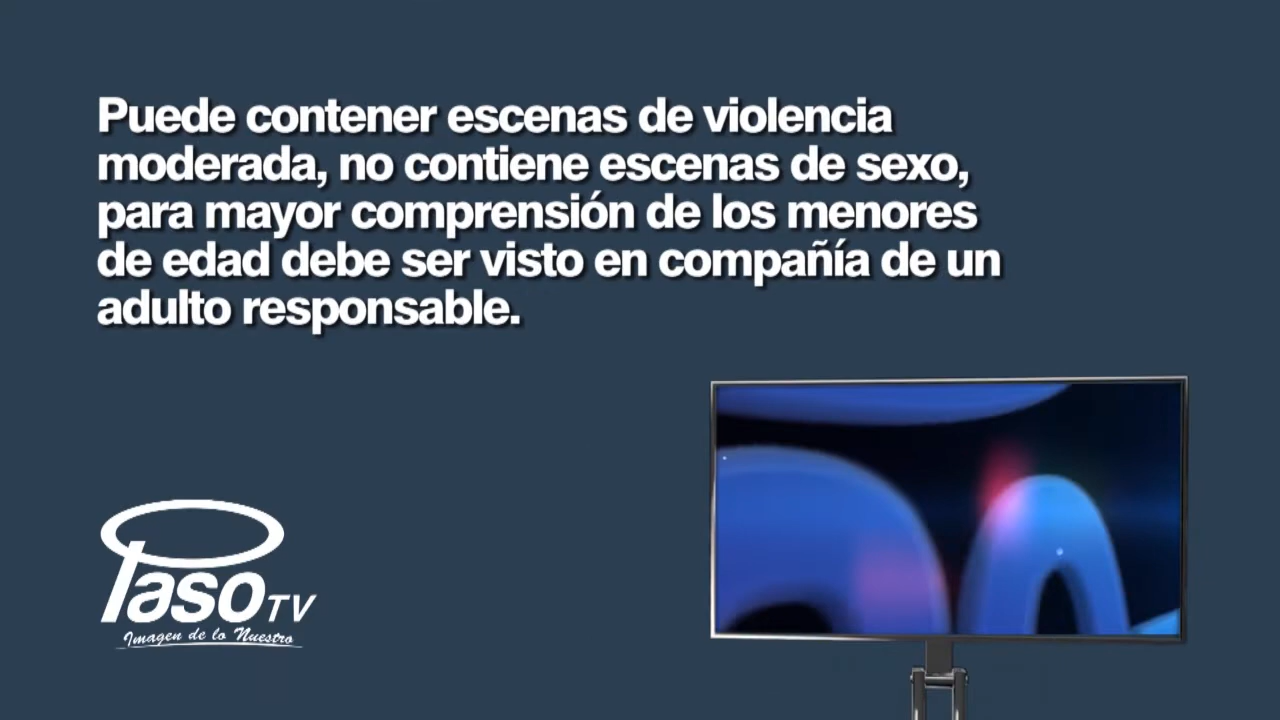 Puede contener escenas de violencia
moderada, no contiene escenas de sexo,
para mayor comprensión de los menores
de edad debe ser visto en compañía de un
adulto responsable.
Paso TV
Imagen de lo Nuestro